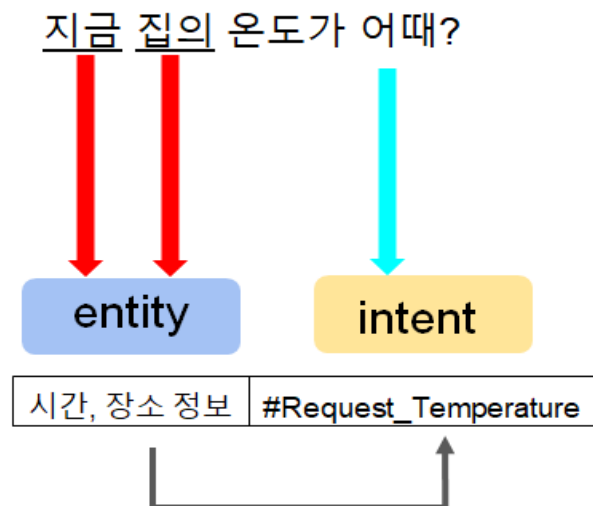 지금 집의 온도가 어때?
entity
intent
시간, 장소 정보
#Request_Temperature